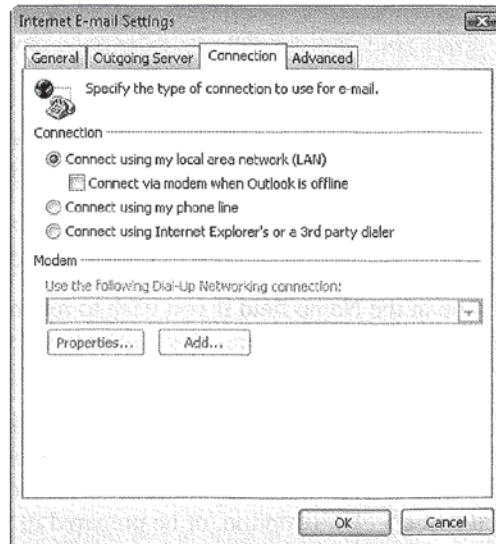 Internet E-mail Settings
General Outgoing Server Connection Advanced
Specify the type of connection to use for e-mail.
Connection
Connect using my local area network (LAN)
Connect via modem when Outlook is offline
Connect using my phone line
Connect using Internet Explorer's or a 3rd party dialer
Modem
Use the following Dial-Up Networking connection:
Properties... Add...
OK Cancel